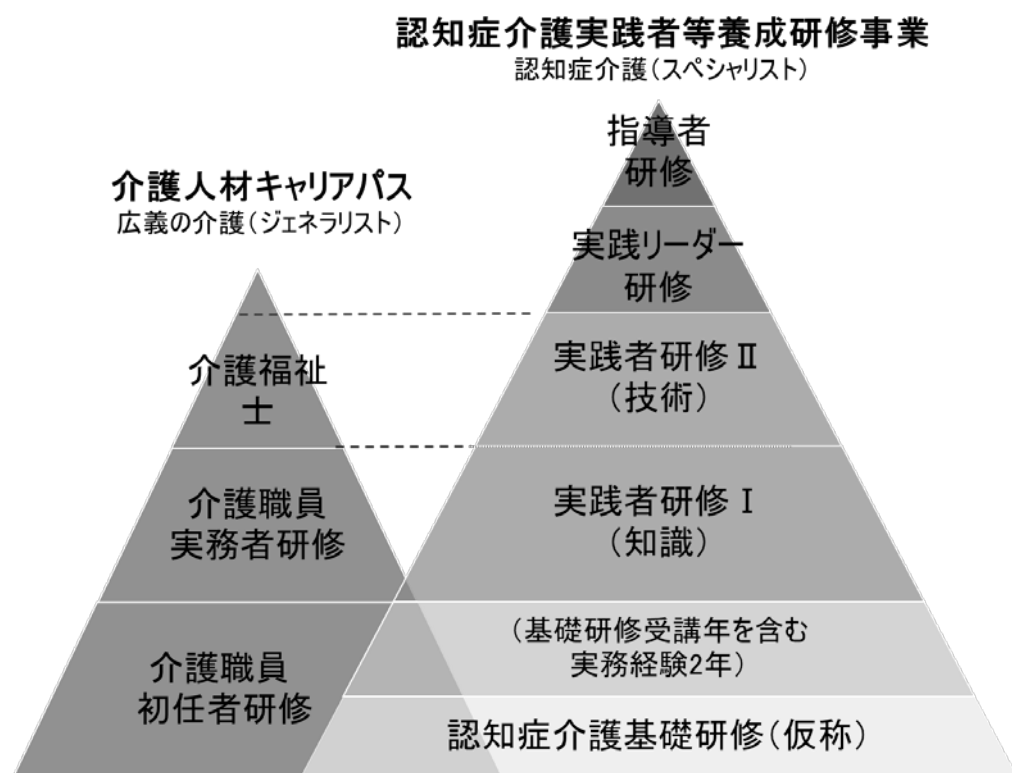 認知症介護実践者等養成研修事業
認知症介護(スペシャリスト)
指導者
研修
実践リーダー
研修
実践者研修Ⅱ
(技術)
実践者研修Ⅰ
(知識)
(基礎研修受講年を含む
実務経験2年)
認知症介護基礎研修(仮称)
介護人材キャリアパス
広義の介護(ジェネラリスト)
介護福祉
士
介護職員
実務者研修
介護職員
初任者研修